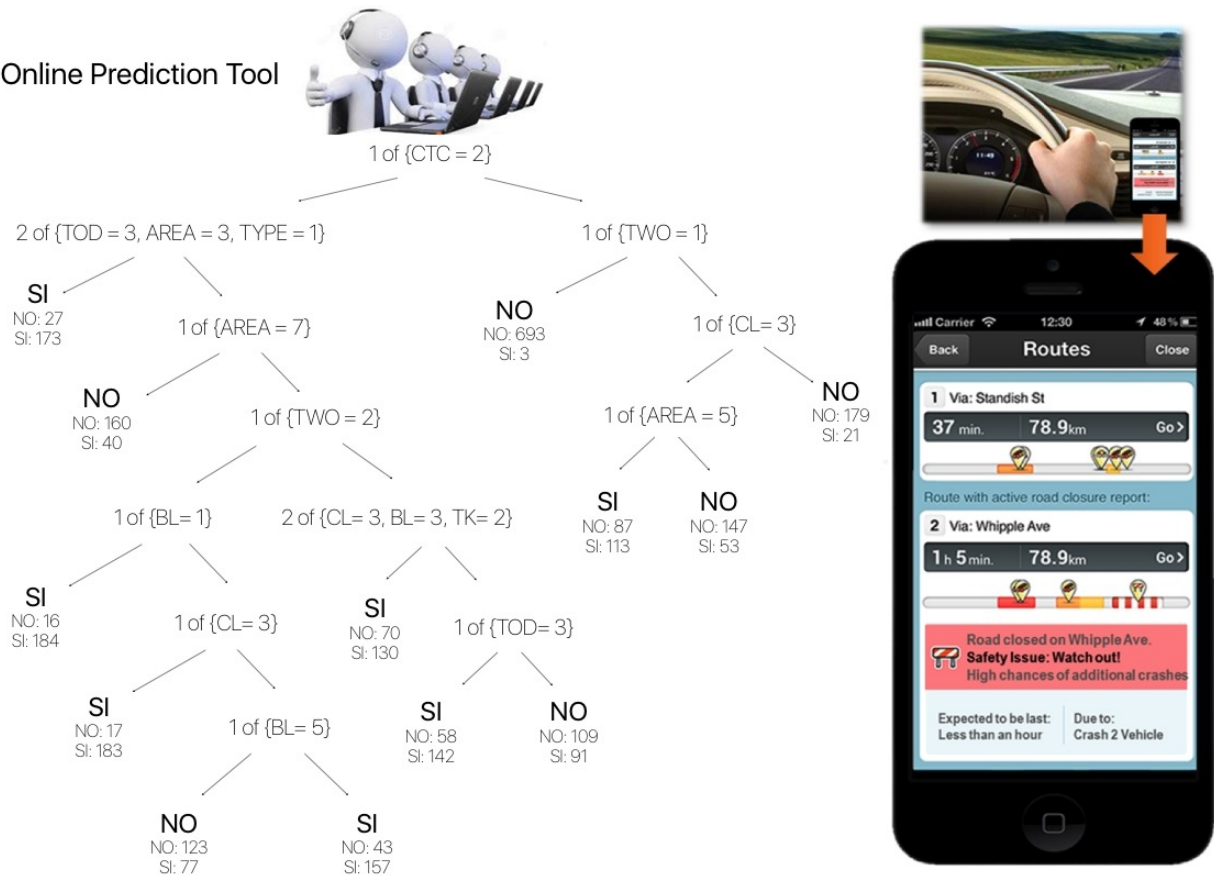 Online Prediction Tool
1 of {CTC = 2}
2 of {TOD = 3, AREA = 3, TYPE = 1}
1 of {TWO = 1}
SI
NO: 27
SI: 173
1 of {AREA = 7}
NO
NO: 693
SI: 3
1 of {CL= 3}
NO
NO: 160
SI: 40
1 of {TWO = 2}
1 of {AREA = 5}
NO
NO: 179
SI: 21
1 of {BL= 1}
2 of {CL= 3, BL= 3, TK= 2}
SI
NO: 87
SI: 113
NO
NO: 147
SI: 53
SI
NO: 16
SI: 184
1 of {CL= 3}
SI
NO: 70
SI: 130
1 of {TOD= 3}
SI
NO: 17
SI: 183
1 of {BL= 5}
SI
NO: 58
SI: 142
NO
NO: 109
SI: 91
NO
NO: 123
SI: 77
SI
NO: 43
SI: 157
11:49
Carrier 12:30 48%
Back Routes Close
1 Via: Standish St
37 min. 78.9km Go>
Route with active road closure report:
2 Via: Whipple Ave
1 h 5 min. 78.9km Go>
Road closed on Whipple Ave.
Safety Issue: Watch out!
High chances of additional crashes
Expected to be last: Due to:
Less than an hour Crash 2 Vehicle